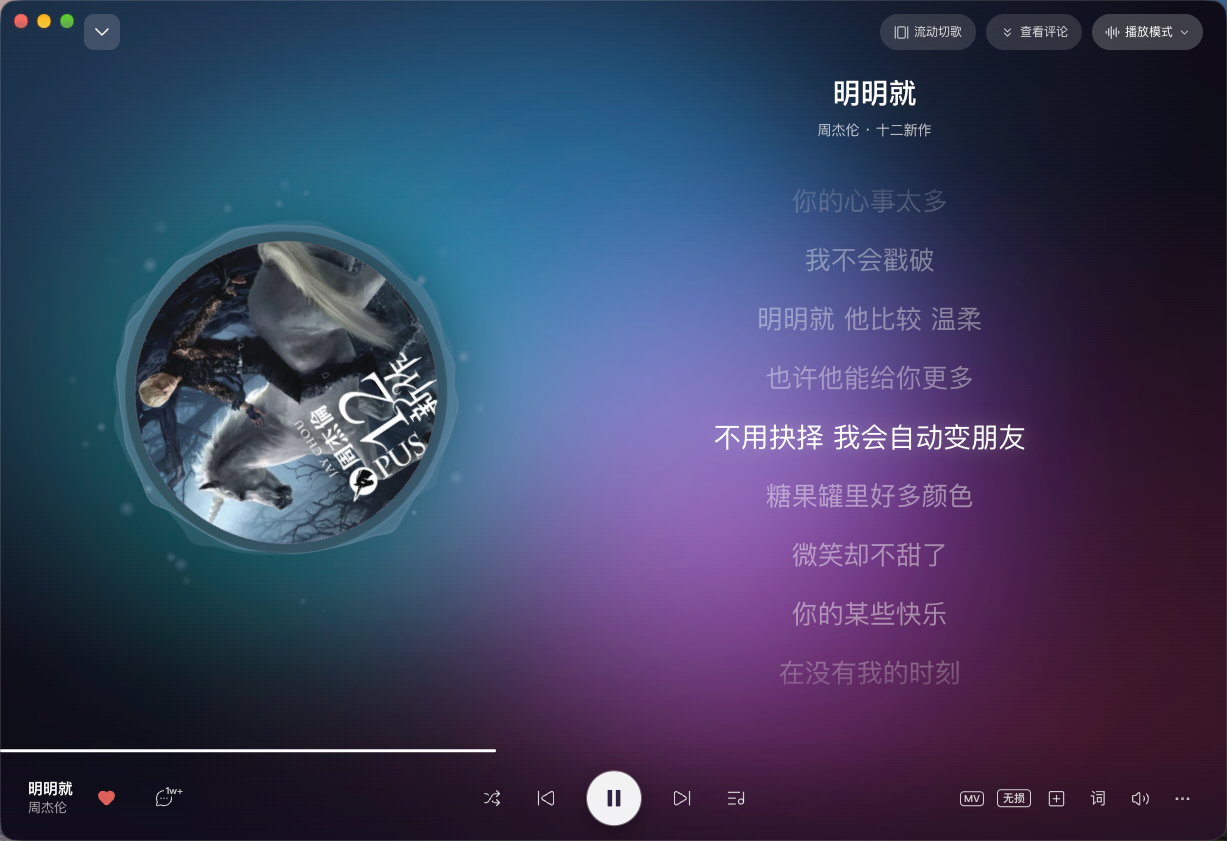 流动切歌
查看评论
播放模式
明明就
周杰伦 · 十二新作
你的心事太多
我不会戳破
明明就 他比较 温柔
也许他能给你更多
不用抉择 我会自动变朋友
糖果罐里好多颜色
微笑却不甜了
你的某些快乐
在没有我的时刻
12新作
周杰倫
JAY CHOU
OPUS
明明就
周杰伦
1w+
MV
无损
词